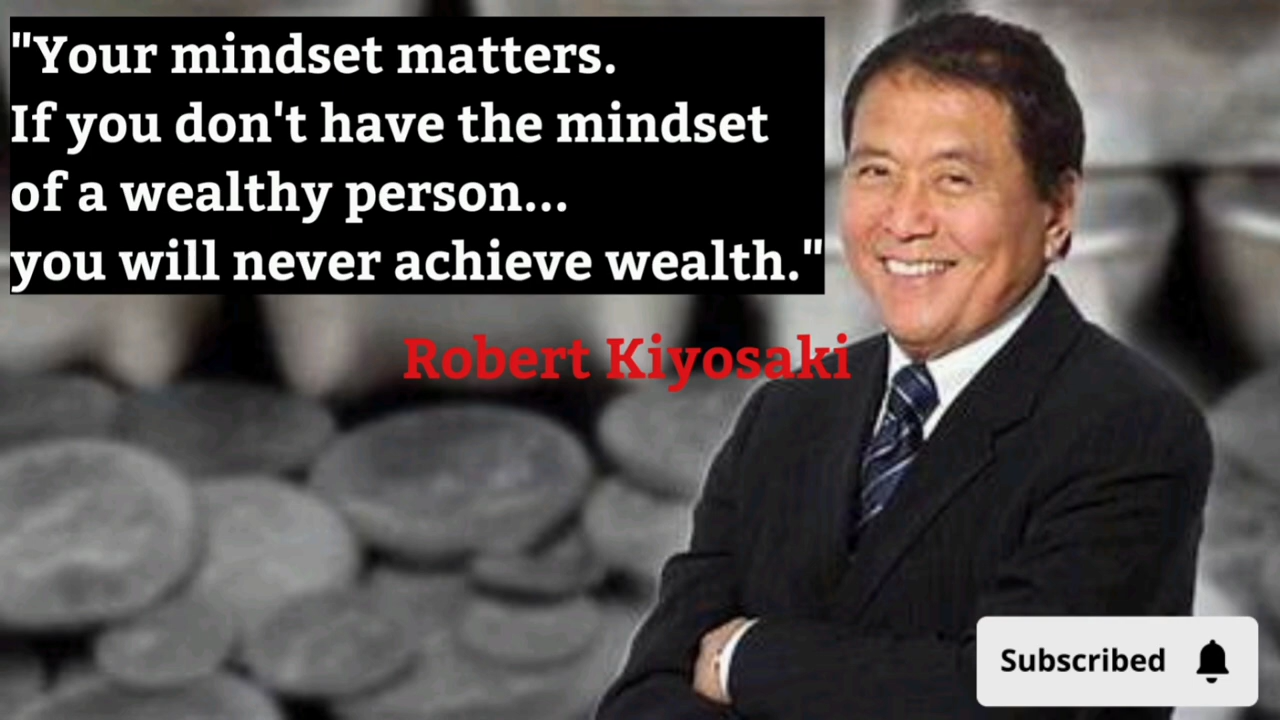 "Your mindset matters.
If you don't have the mindset
of a wealthy person...
you will never achieve wealth."
Robert Kiyosaki
Subscribed